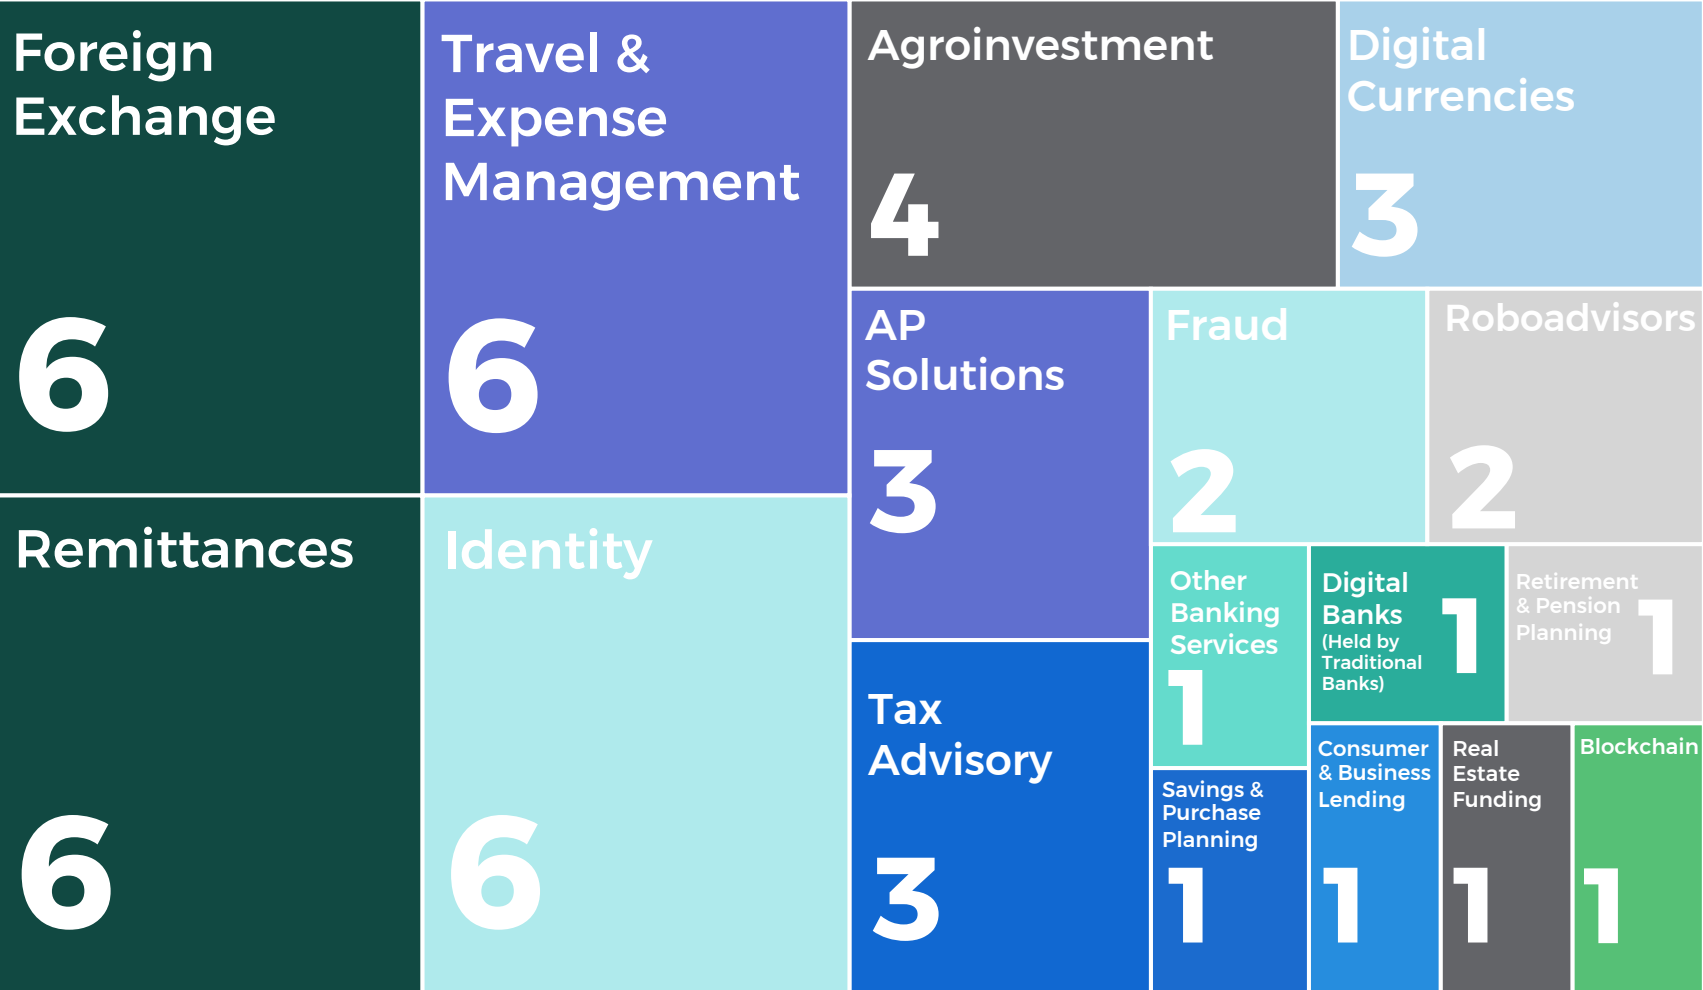 Foreign
Exchange
6
Travel &
Expense
Management
6
Agroinvestment
4
Digital
Currencies
3
Remittances
6
Identity
6
AP
Solutions
3
Fraud
2
Roboadvisors
2
Tax
Advisory
3
Other
Banking
Services
1
Digital
Banks
(Held by
Traditional
Banks)
1
Retirement
& Pension
Planning
1
Savings &
Purchase
Planning
1
Consumer
& Business
Lending
1
Real
Estate
Funding
1
Blockchain
1